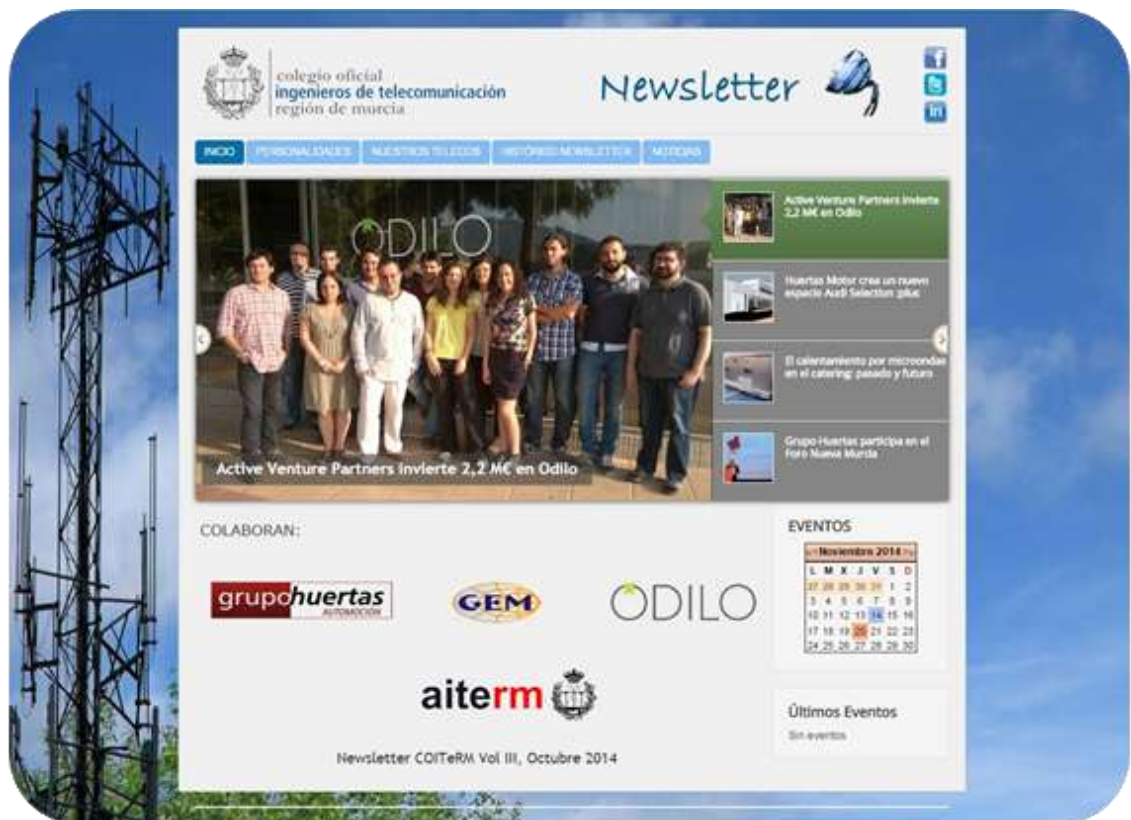 colegio oficial
ingenieros de telecomunicación
región de murcia
Newsletter
f
in
INICIO
PERSONALIDADES
NUESTROS TELECOS
HISTÓRICO NEWSLETTER
NOTICIAS
ODILO
Active Venture Partners invierte 2,2 M€ en Odilo
Active Venture Partners invierte
2,2 M€ en Odilo
Huertas Motor crea un nuevo
espacio Audi Selection :plus
El calentamiento por microondas
en el catering: pasado y futuro
Grupo Huertas participa en el
Foro Nueva Murcia
COLABORAN:
grupohuertas
AUTOMOCIÓN
GEM
ODILO
aiterm
Newsletter COITeRM Vol III, Octubre 2014
EVENTOS
Noviembre 2014
L M X J V S D
27 28 29 30 31 1 2
3 4 5 6 7 8 9
10 11 12 13 14 15 16
17 18 19 20 21 22 23
24 25 26 27 28 29 30
Últimos Eventos
Sin eventos